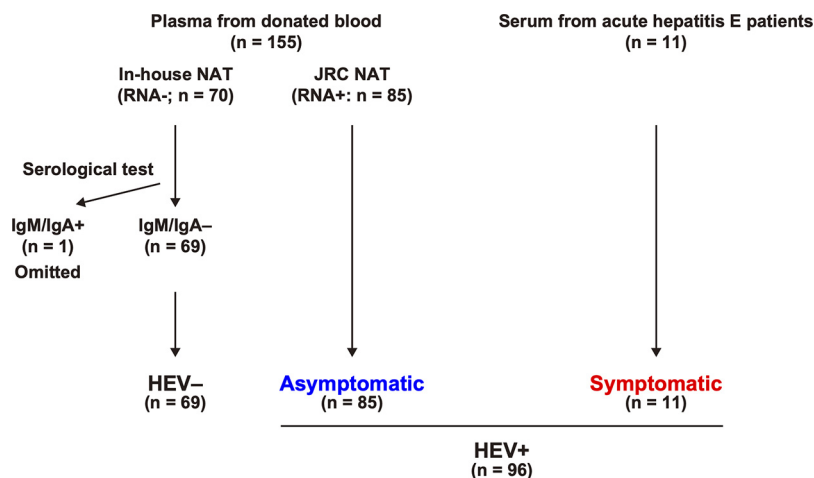 Plasma from donated blood
(n = 155)
Serum from acute hepatitis E patients
(n = 11)
In-house NAT
(RNA-; n = 70)
JRC NAT
(RNA+: n = 85)
Serological test
IgM/IgA+
(n = 1)
Omitted
IgM/IgA–
(n = 69)
HEV–
(n = 69)
Asymptomatic
(n = 85)
Symptomatic
(n = 11)
HEV+
(n = 96)